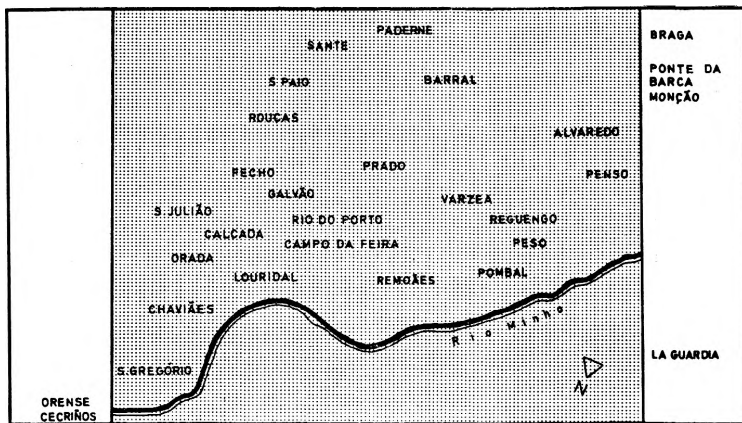 PADERNE
SANTE
BRAGA
S PAIO
BARRAL
PONTE DA
BARCA
MONÇÃO
ROUÇAS
ALVAREDO
PRADO
FECHO
PENSO
GALVÃO
VARZEA
S. JULIÃO
RIO DO PORTO
REGUENGO
CALÇADA
CAMPO DA FEIRA
PESO
ORADA
LOURIDAL
REMOÃES
POMBAL
CHAVIÃES
Rio Minho
LA GUARDIA
S. GREGÓRIO
N
ORENSE
CECRIÑOS